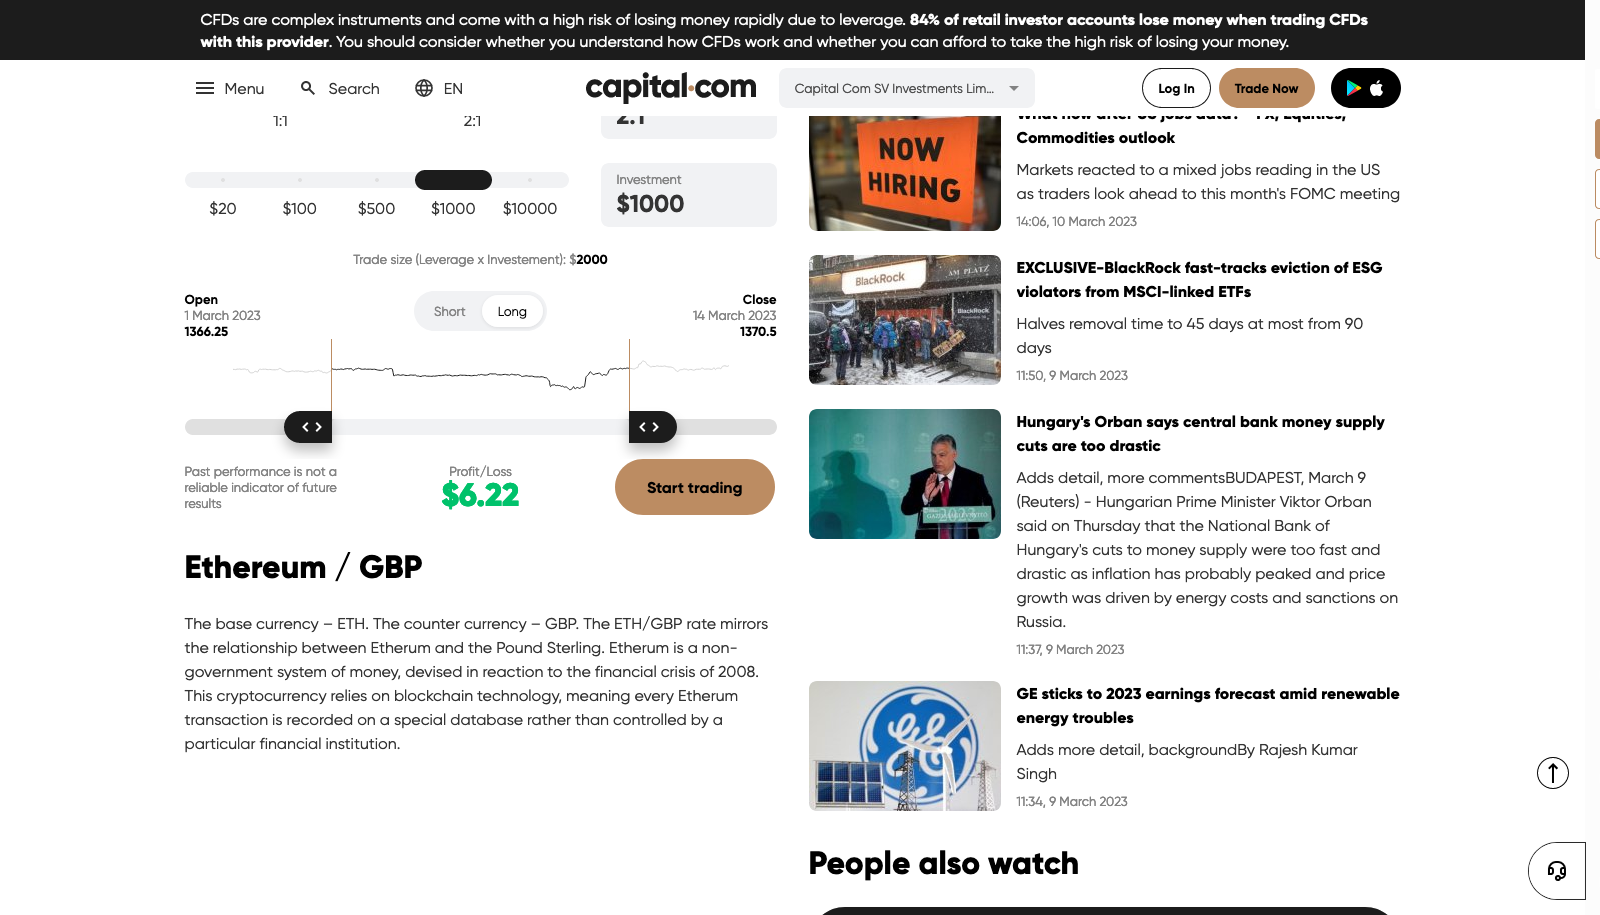 CFDs are complex instruments and come with a high risk of losing money rapidly due to leverage. 84% of retail investor accounts lose money when trading CFDs
with this provider. You should consider whether you understand how CFDs work and whether you can afford to take the high risk of losing your money.
Menu
Search
EN
capital.com
Capital Com SV Investments Lim...
Log In
Trade Now
1:1
2:1
2:1
$20
$100
$500
$1000
$10000
Investment
$1000
Trade size (Leverage x Investement): $2000
Open
1 March 2023
1366.25
Short
Long
Close
14 March 2023
1370.5
Past performance is not a
reliable indicator of future
results
Profit/Loss
$6.22
Start trading
Ethereum / GBP
The base currency – ETH. The counter currency – GBP. The ETH/GBP rate mirrors
the relationship between Etherum and the Pound Sterling. Etherum is a non-
government system of money, devised in reaction to the financial crisis of 2008.
This cryptocurrency relies on blockchain technology, meaning every Etherum
transaction is recorded on a special database rather than controlled by a
particular financial institution.
NOW
HIRING
What now after US jobs data? – FX, Equities,
Commodities outlook
Markets reacted to a mixed jobs reading in the US
as traders look ahead to this month's FOMC meeting
14:06, 10 March 2023
BlackRock
AM PLATZ
BlackRock
EXCLUSIVE-BlackRock fast-tracks eviction of ESG
violators from MSCI-linked ETFs
Halves removal time to 45 days at most from 90
days
11:50, 9 March 2023
2023
Hungary's Orban says central bank money supply
cuts are too drastic
Adds detail, more commentsBUDAPEST, March 9
(Reuters) - Hungarian Prime Minister Viktor Orban
said on Thursday that the National Bank of
Hungary's cuts to money supply were too fast and
drastic as inflation has probably peaked and price
growth was driven by energy costs and sanctions on
Russia.
11:37, 9 March 2023
GE sticks to 2023 earnings forecast amid renewable
energy troubles
Adds more detail, backgroundBy Rajesh Kumar
Singh
11:34, 9 March 2023
People also watch